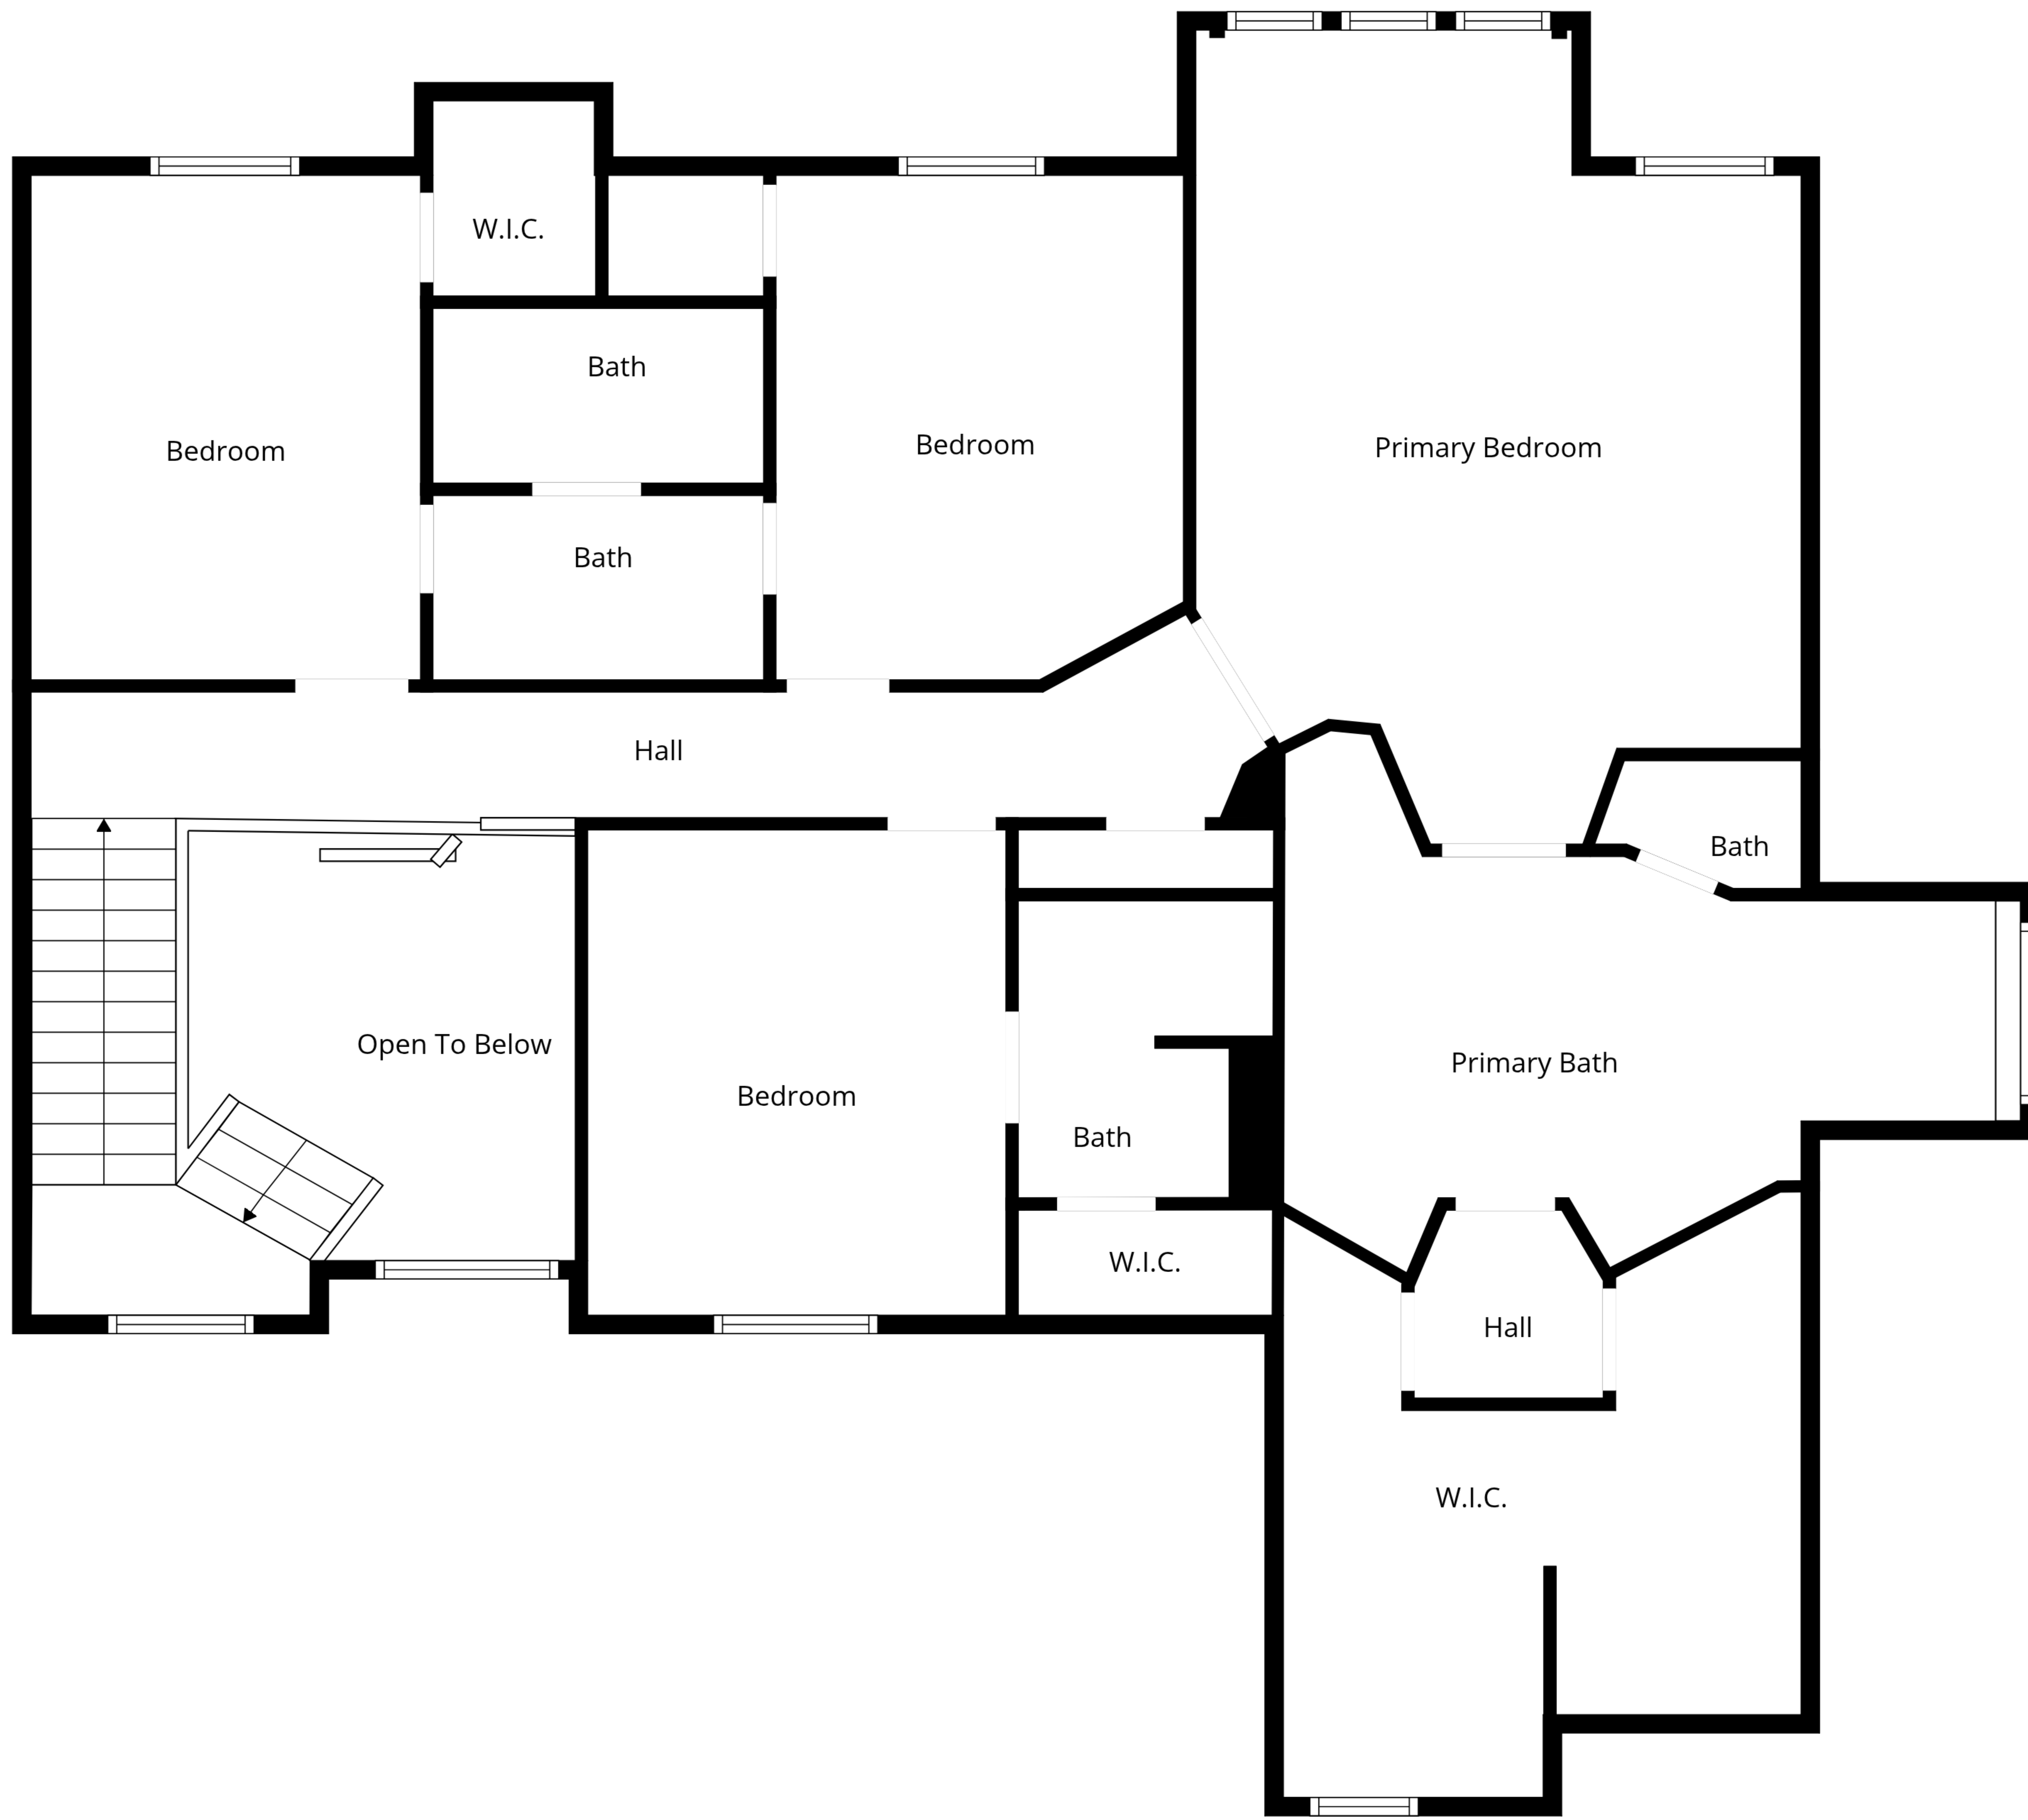 W.I.C.
Bath
Bedroom
Bedroom
Primary Bedroom
Bath
Hall
Bath
Open To Below
Primary Bath
Bedroom
Bath
W.I.C.
Hall
W.I.C.